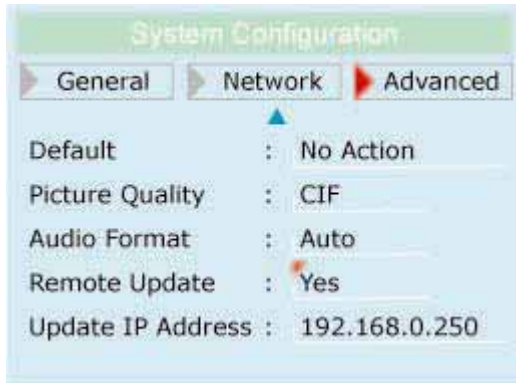 System Configuration
General Network Advanced
Default : No Action
Picture Quality : CIF
Audio Format : Auto
Remote Update : Yes
Update IP Address : 192.168.0.250